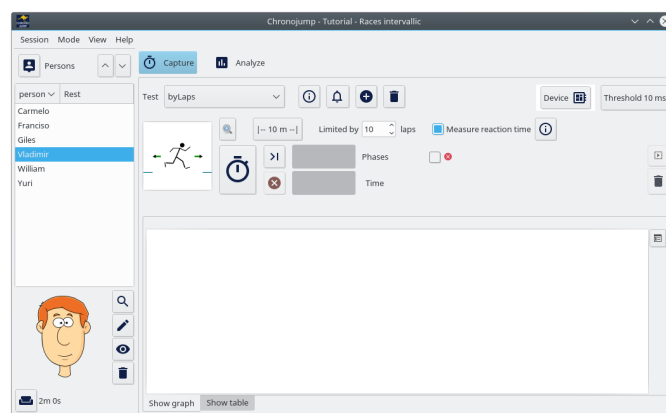 Chronojump - Tutorial - Races intervallic
Session Mode View Help
Persons
Capture
Analyze
person Rest
Carmelo
Franciso
Giles
Vladimir
William
Yuri
Test byLaps
Device
Threshold 10 ms
|-- 10 m --|
Limited by 10 laps
Measure reaction time
Phases
Time
2m 0s
Show graph
Show table